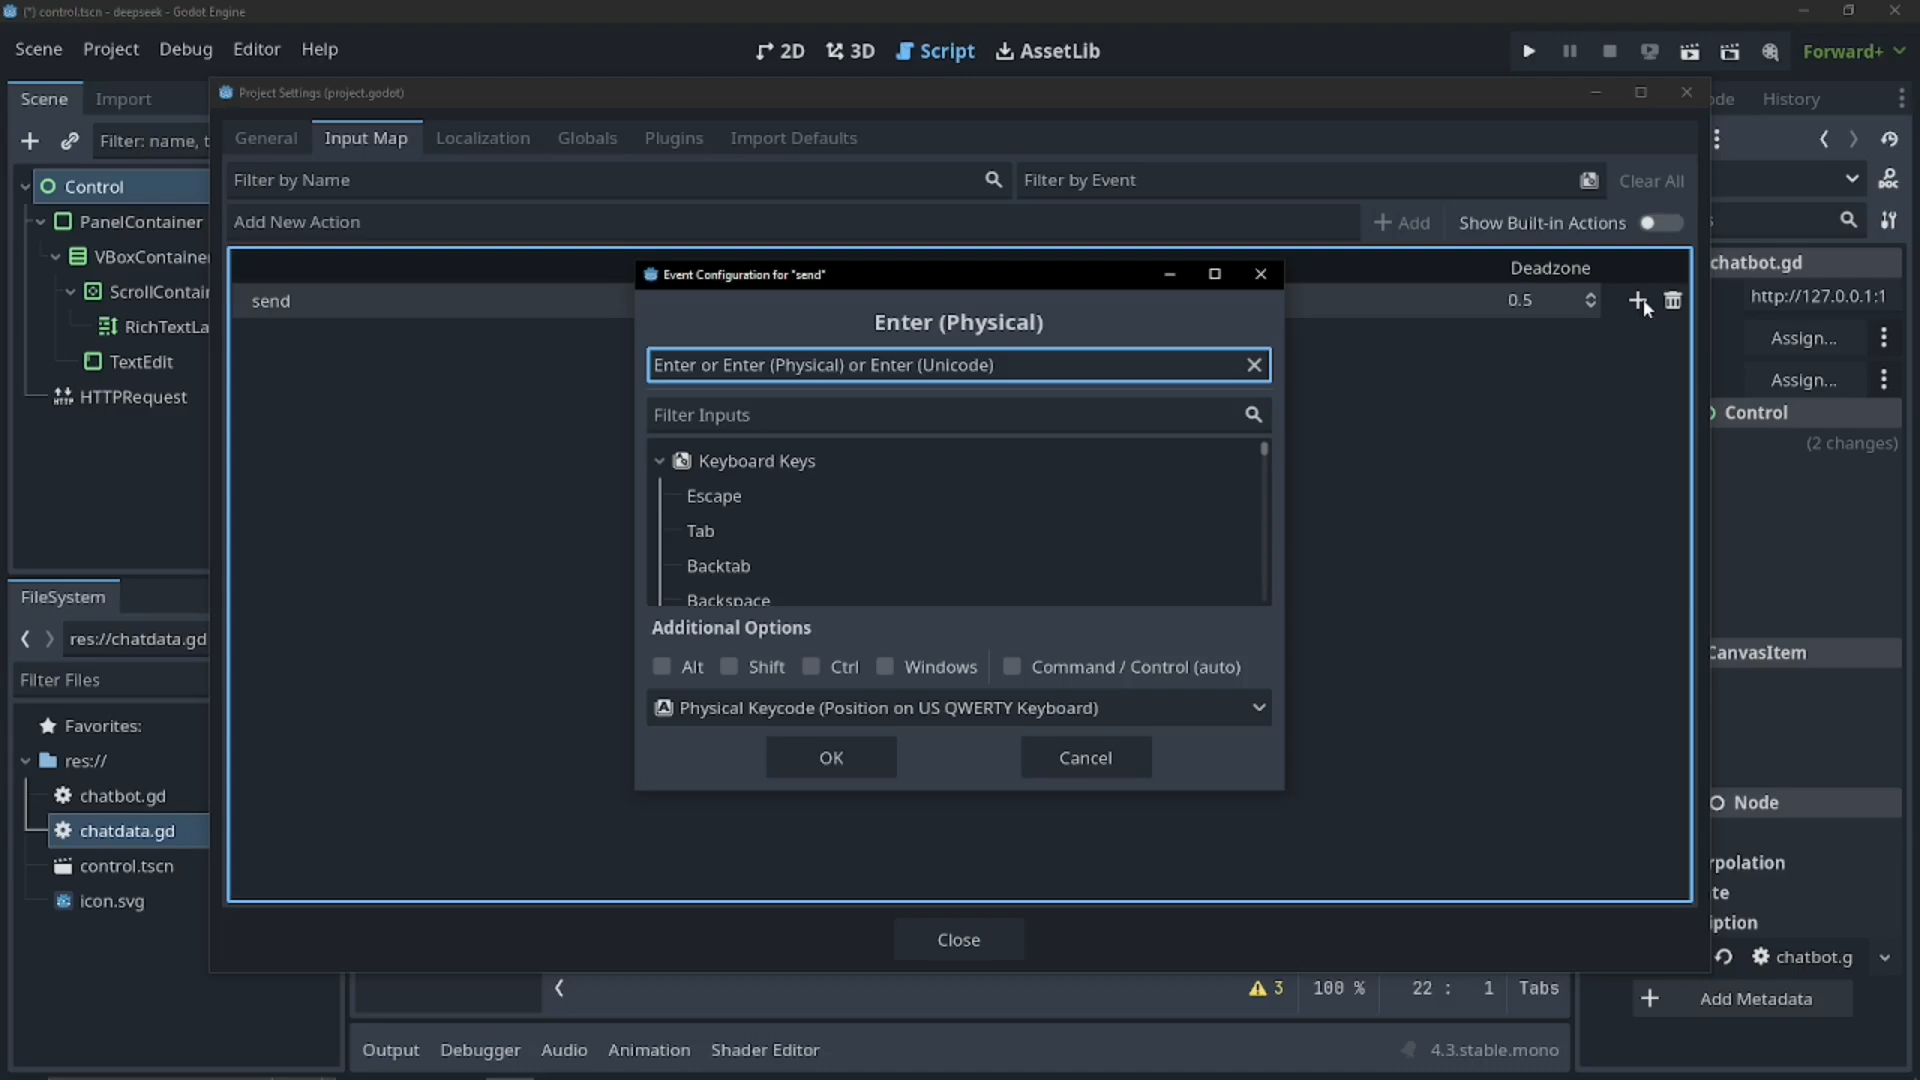 (*) control.tscn - deepseek - Godot Engine
Scene Project Debug Editor Help
2D 3D Script AssetLib
Forward+
Scene Import
Project Settings (project.godot)
ode History
General Input Map Localization Globals Plugins Import Defaults
Filter: name, t
Filter by Name
Filter by Event
Clear All
Add New Action
Add
Show Built-in Actions
Control
PanelContainer
VBoxContaine
ScrollContai
RichTextLa
TextEdit
HTTPRequest
Deadzone
send
0.5
Event Configuration for "send"
Enter (Physical)
Enter or Enter (Physical) or Enter (Unicode)
Filter Inputs
Keyboard Keys
Escape
Tab
Backtab
Backspace
Additional Options
Alt Shift Ctrl Windows Command / Control (auto)
Physical Keycode (Position on US QWERTY Keyboard)
OK Cancel
Close
chatbot.gd
http://127.0.0.1:1
Assign...
Assign...
Control
(2 changes)
CanvasItem
Node
rpolation
te
iption
chatbot.g
Add Metadata
FileSystem
res://chatdata.gd
Filter Files
Favorites:
res://
chatbot.gd
chatdata.gd
control.tscn
icon.svg
3 100 % 22 : 1 Tabs
Output Debugger Audio Animation Shader Editor
4.3.stable.mono